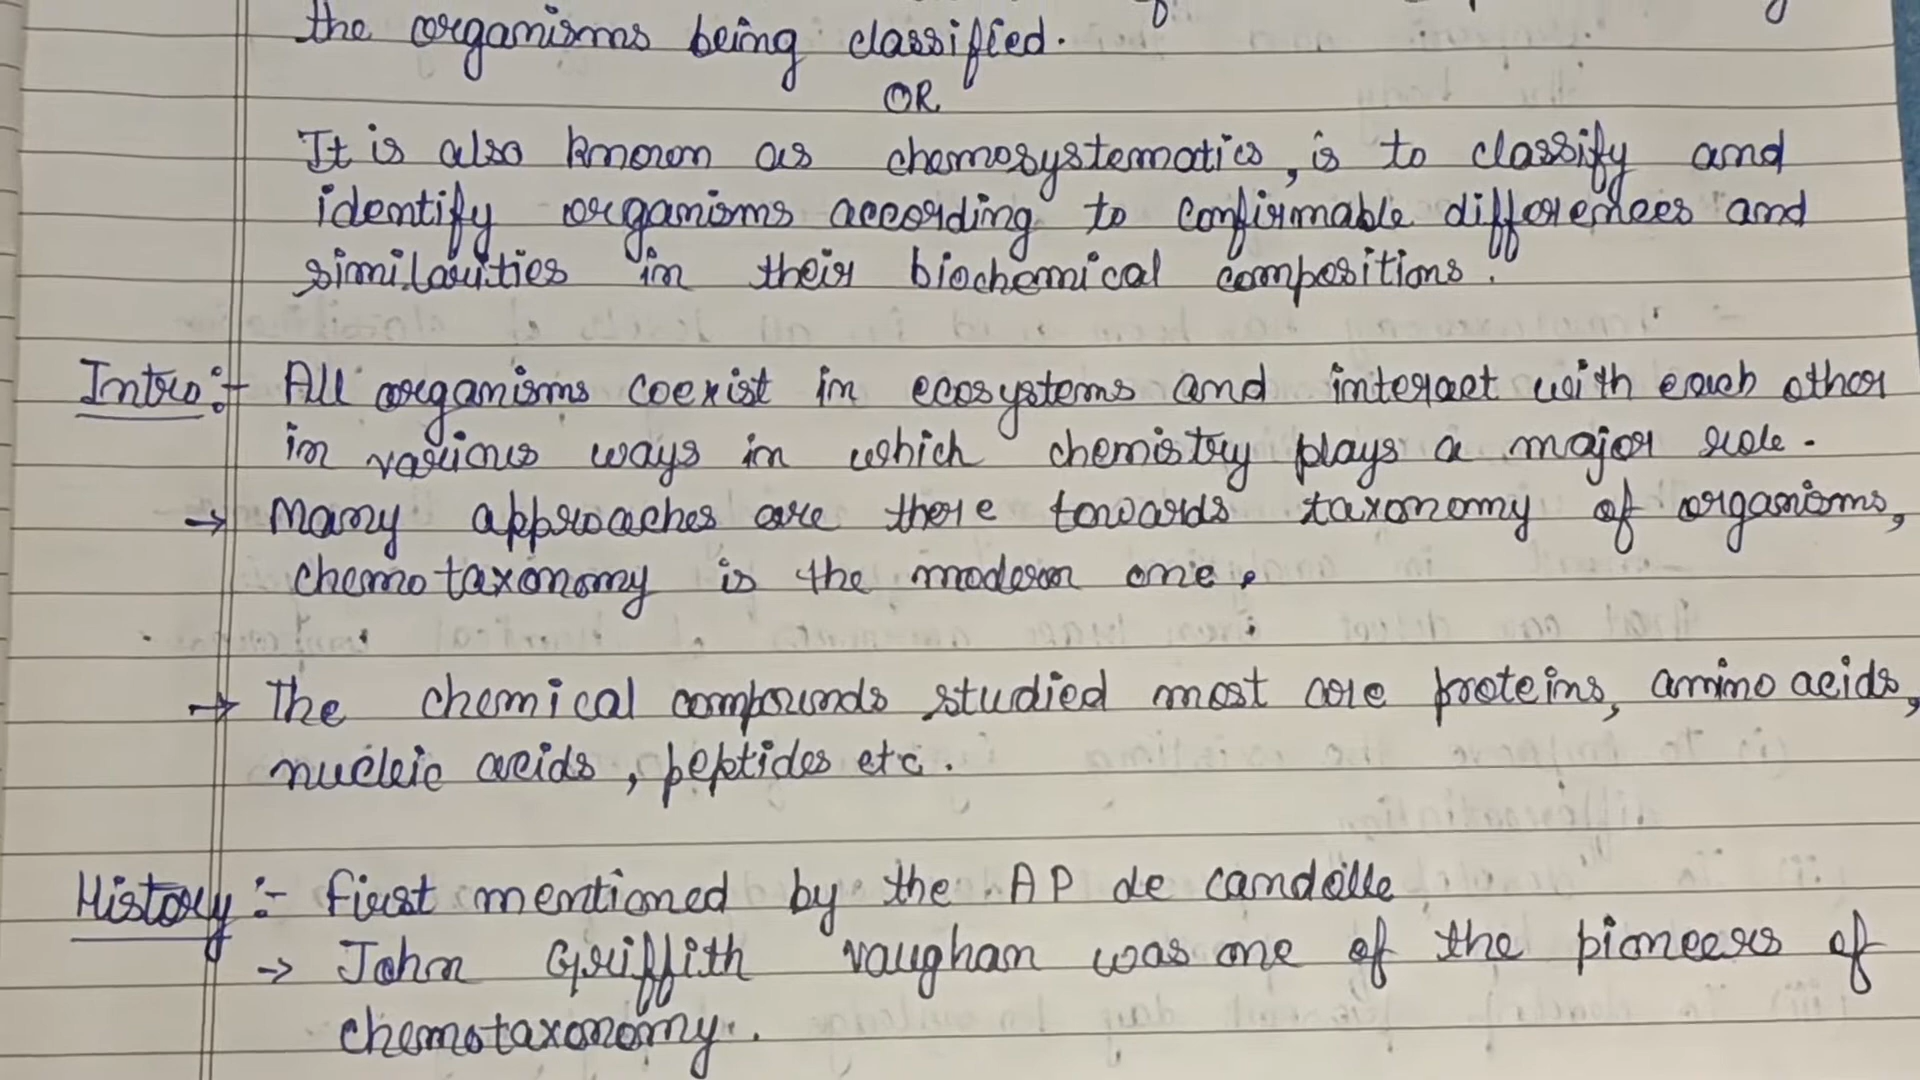 the organisms being classified.
OR
It is also known as chemosystematics, is to classify and
identify organisms according to confirmable differences and
similarities in their biochemical compositions.
Intro:- All organisms coexist in ecosystems and interact with each other
in various ways in which chemistry plays a major role.
→ Many approaches are there towards taxonomy of organisms,
chemotaxonomy is the modern one.
→ The chemical compounds studied most are proteins, amino acids,
nucleic acids, peptides etc.
History:- First mentioned by the AP de candolle
→ John Griffith vaughan was one of the pioneers of
chemotaxonomy.